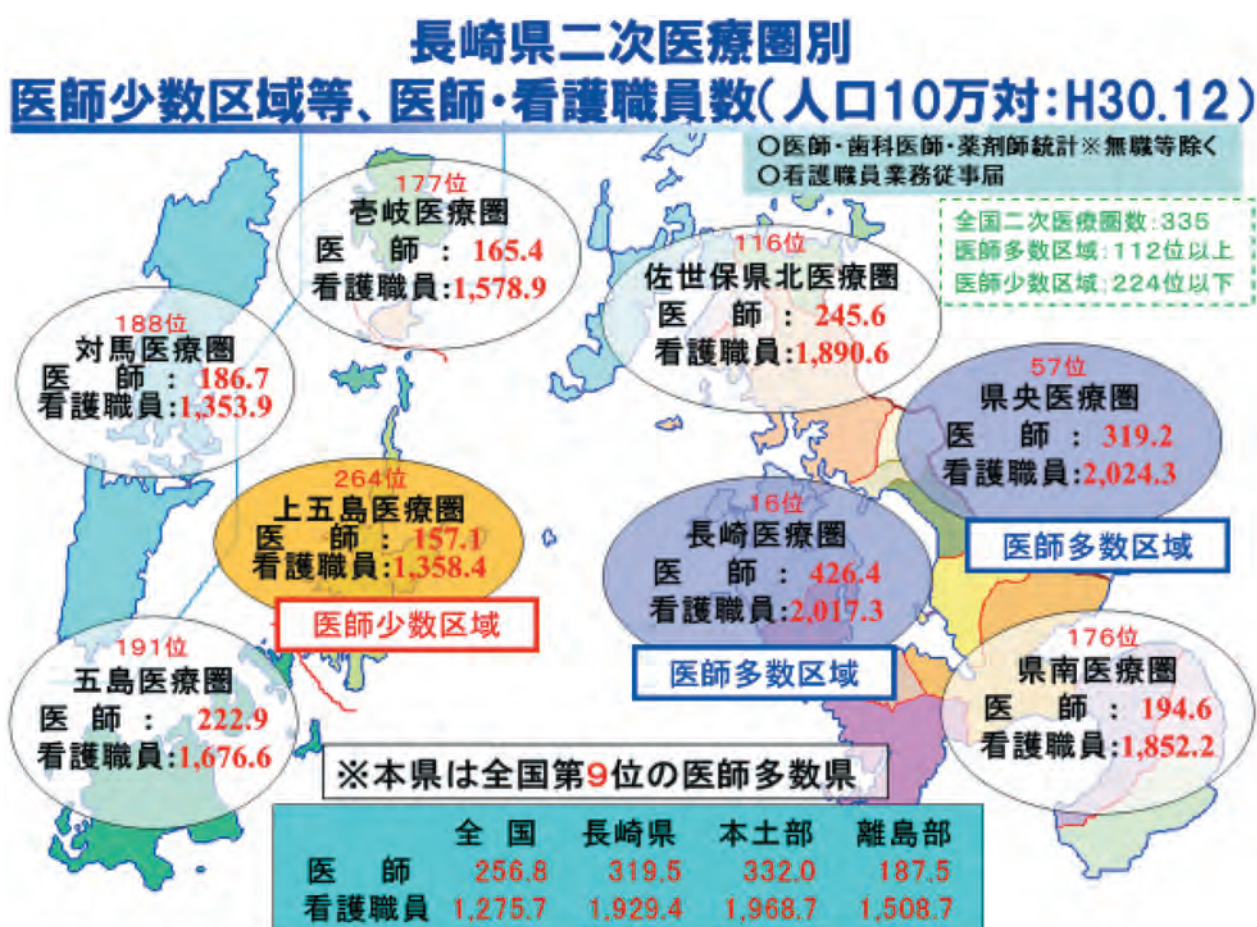 長崎県二次医療圏別
医師少数区域等、医師・看護職員数(人口10万対:H30.12)
○医師・歯科医師・薬剤師統計※無職等除く
○看護職員業務従事届
全国二次医療圏数:335
医師多数区域:112位以上
医師少数区域:224位以下
177位
壱岐医療圏
医師:165.4
看護職員:1,578.9
116位
佐世保県北医療圏
医師:245.6
看護職員:1,890.6
188位
対馬医療圏
医師:186.7
看護職員:1,353.9
57位
県央医療圏
医師:319.2
看護職員:2,024.3
医師多数区域
264位
上五島医療圏
医師:157.1
看護職員:1,358.4
医師少数区域
16位
長崎医療圏
医師:426.4
看護職員:2,017.3
医師多数区域
191位
五島医療圏
医師:222.9
看護職員:1,676.6
176位
県南医療圏
医師:194.6
看護職員:1,852.2
※本県は全国第9位の医師多数県
全国 長崎県 本土部 離島部
医師 256.8 319.5 332.0 187.5
看護職員 1,275.7 1,929.4 1,968.7 1,508.7